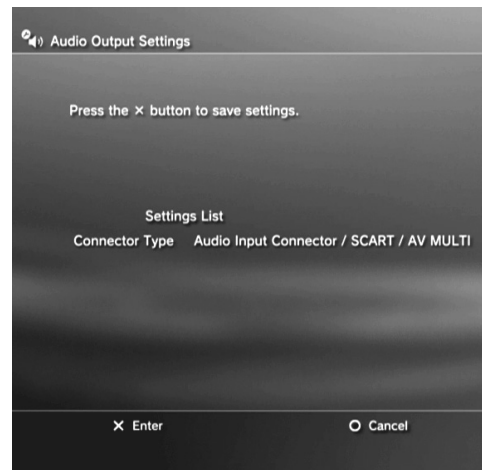 Audio Output Settings
Press the × button to save settings.
Settings List
Connector Type Audio Input Connector / SCART / AV MULTI
× Enter ○ Cancel